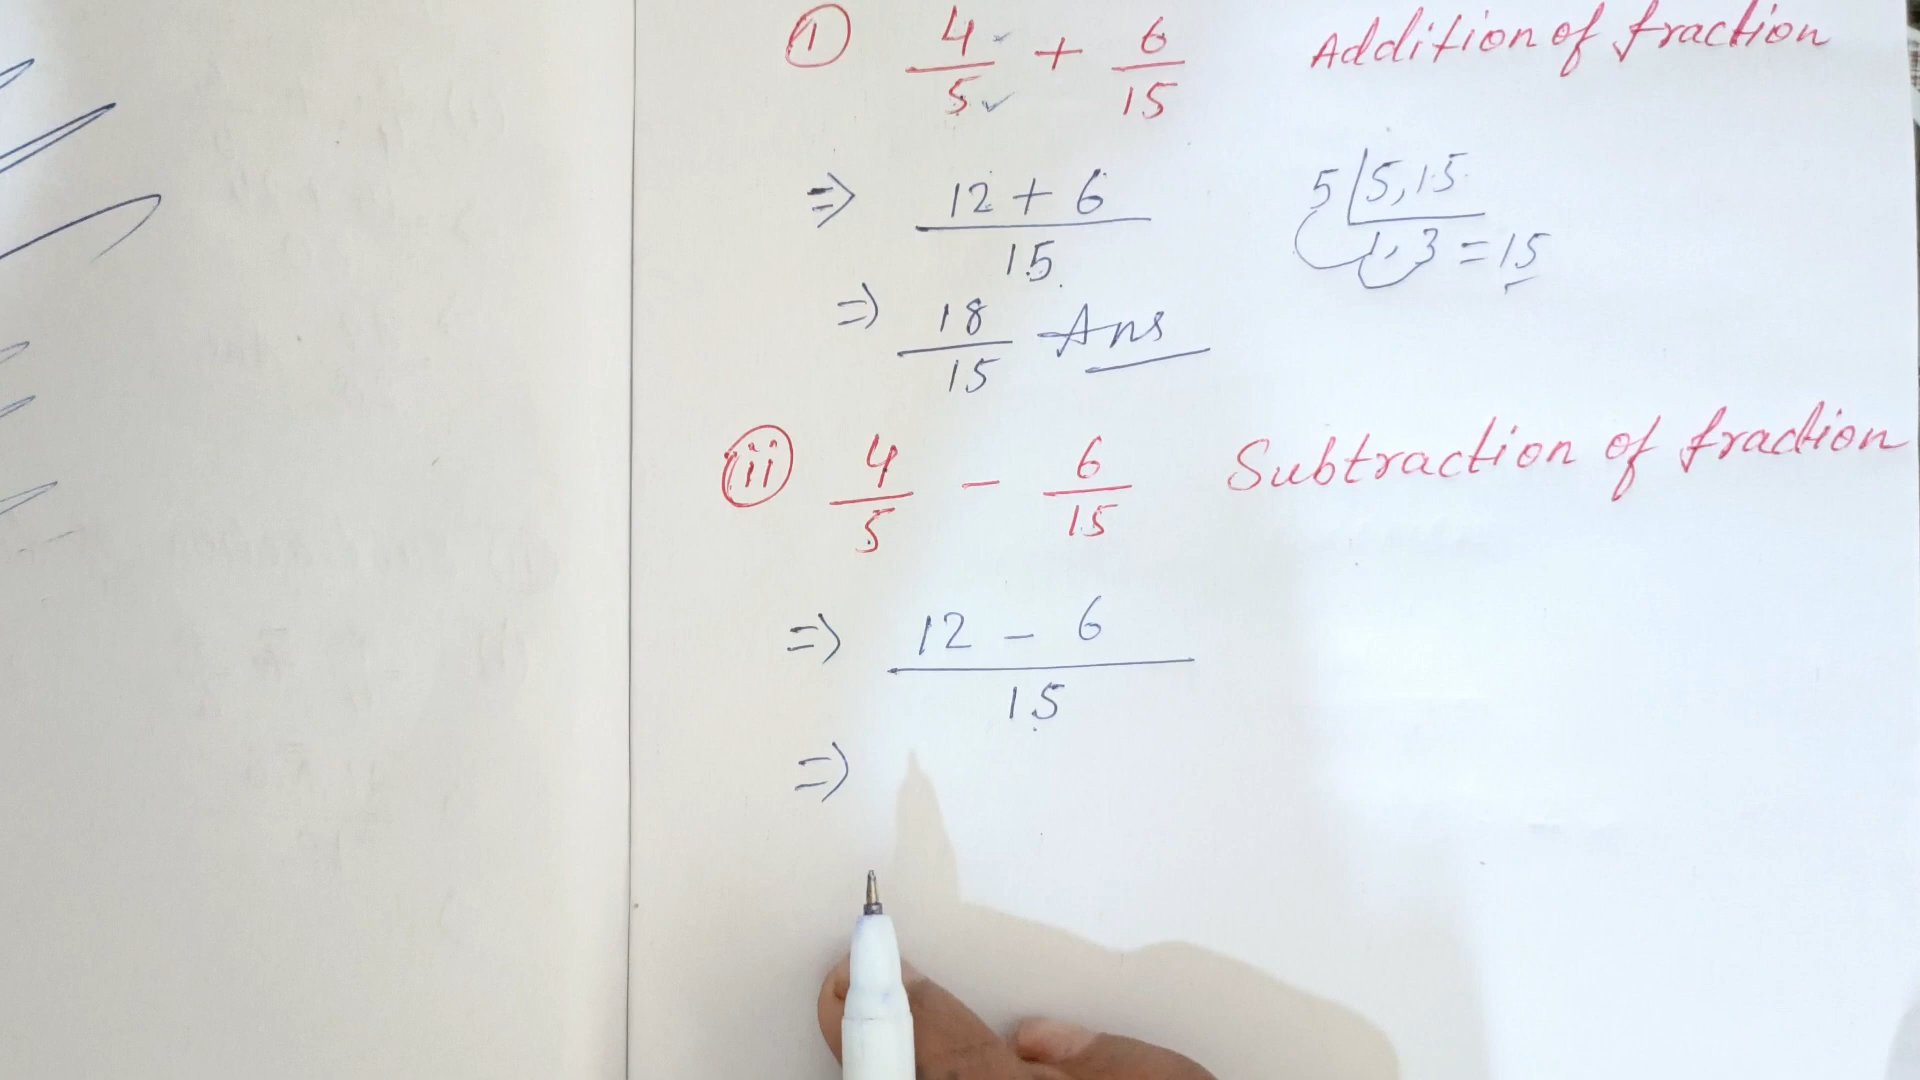 (i) 4/5 + 6/15 Addition of fraction
=> 12 + 6 / 15
5 | 5, 15
1, 3 = 15
=> 18/15 Ans
(ii) 4/5 - 6/15 Subtraction of fraction
=> 12 - 6 / 15
=>